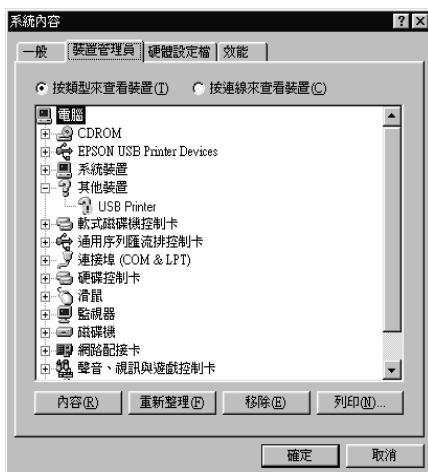 系統內容
一般 裝置管理員 硬體設定檔 效能
按類型來查看裝置(T) 按連線來查看裝置(C)
電腦
CDROM
EPSON USB Printer Devices
系統裝置
其他裝置
USB Printer
軟式磁碟機控制卡
通用序列匯流排控制卡
連接埠 (COM & LPT)
硬碟控制卡
滑鼠
監視器
磁碟機
網路配接卡
聲音、視訊與遊戲控制卡
內容(R) 重新整理(F) 移除(E) 列印(N)...
確定 取消